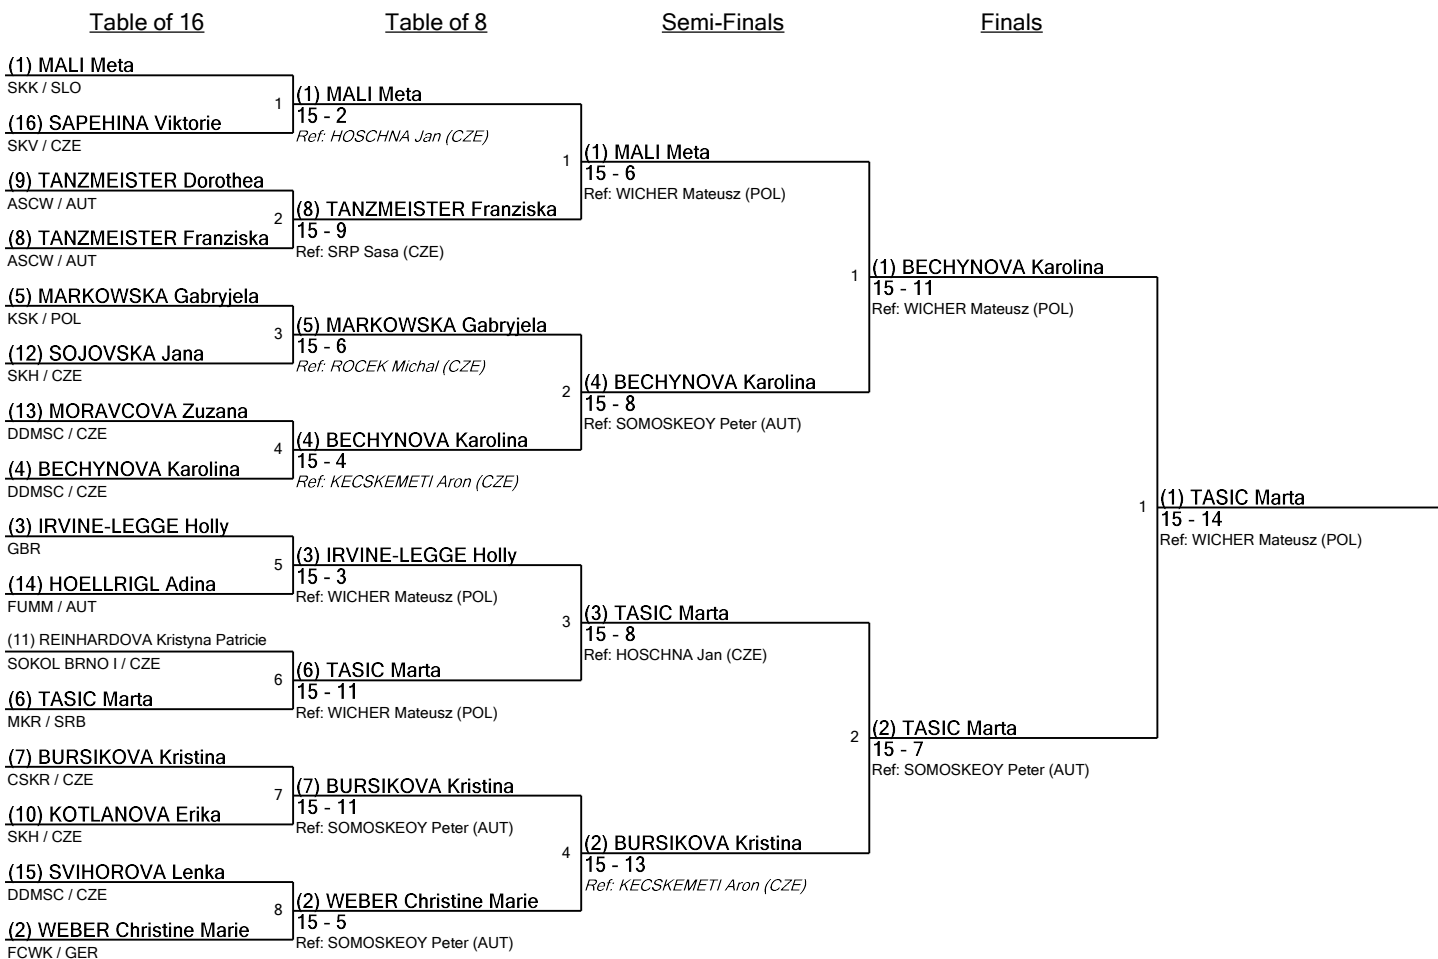 Table of 16
Table of 8
Semi-Finals
Finals
(1) MALI Meta
SKK / SLO
1
(16) SAPEHINA Viktorie
SKV / CZE
(9) TANZMEISTER Dorothea
ASCW / AUT
2
(8) TANZMEISTER Franziska
ASCW / AUT
(5) MARKOWSKA Gabryjela
KSK / POL
3
(12) SOJOVSKA Jana
SKH / CZE
(13) MORAVCOVA Zuzana
DDMSC / CZE
4
(4) BECHYNOVA Karolina
DDMSC / CZE
(3) IRVINE-LEGGE Holly
GBR
5
(14) HOELLRIGL Adina
FUMM / AUT
(11) REINHARDOVA Kristyna Patricie
SOKOL BRNO I / CZE
6
(6) TASIC Marta
MKR / SRB
(7) BURSIKOVA Kristina
CSKR / CZE
7
(10) KOTLANOVA Erika
SKH / CZE
(15) SVIHOROVA Lenka
DDMSC / CZE
8
(2) WEBER Christine Marie
FCWK / GER
(1) MALI Meta
15 - 2
Ref: HOSCHNA Jan (CZE)
1
(8) TANZMEISTER Franziska
15 - 9
Ref: SRP Sasa (CZE)
(5) MARKOWSKA Gabryjela
15 - 6
Ref: ROCEK Michal (CZE)
2
(4) BECHYNOVA Karolina
15 - 4
Ref: KECSKEMETI Aron (CZE)
(3) IRVINE-LEGGE Holly
15 - 3
Ref: WICHER Mateusz (POL)
3
(6) TASIC Marta
15 - 11
Ref: WICHER Mateusz (POL)
(7) BURSIKOVA Kristina
15 - 11
Ref: SOMOSKEOY Peter (AUT)
4
(2) WEBER Christine Marie
15 - 5
Ref: SOMOSKEOY Peter (AUT)
(1) MALI Meta
15 - 6
Ref: WICHER Mateusz (POL)
1
(4) BECHYNOVA Karolina
15 - 8
Ref: SOMOSKEOY Peter (AUT)
(3) TASIC Marta
15 - 8
Ref: HOSCHNA Jan (CZE)
2
(2) BURSIKOVA Kristina
15 - 13
Ref: KECSKEMETI Aron (CZE)
(1) BECHYNOVA Karolina
15 - 11
Ref: WICHER Mateusz (POL)
1
(2) TASIC Marta
15 - 7
Ref: SOMOSKEOY Peter (AUT)
(1) TASIC Marta
15 - 14
Ref: WICHER Mateusz (POL)